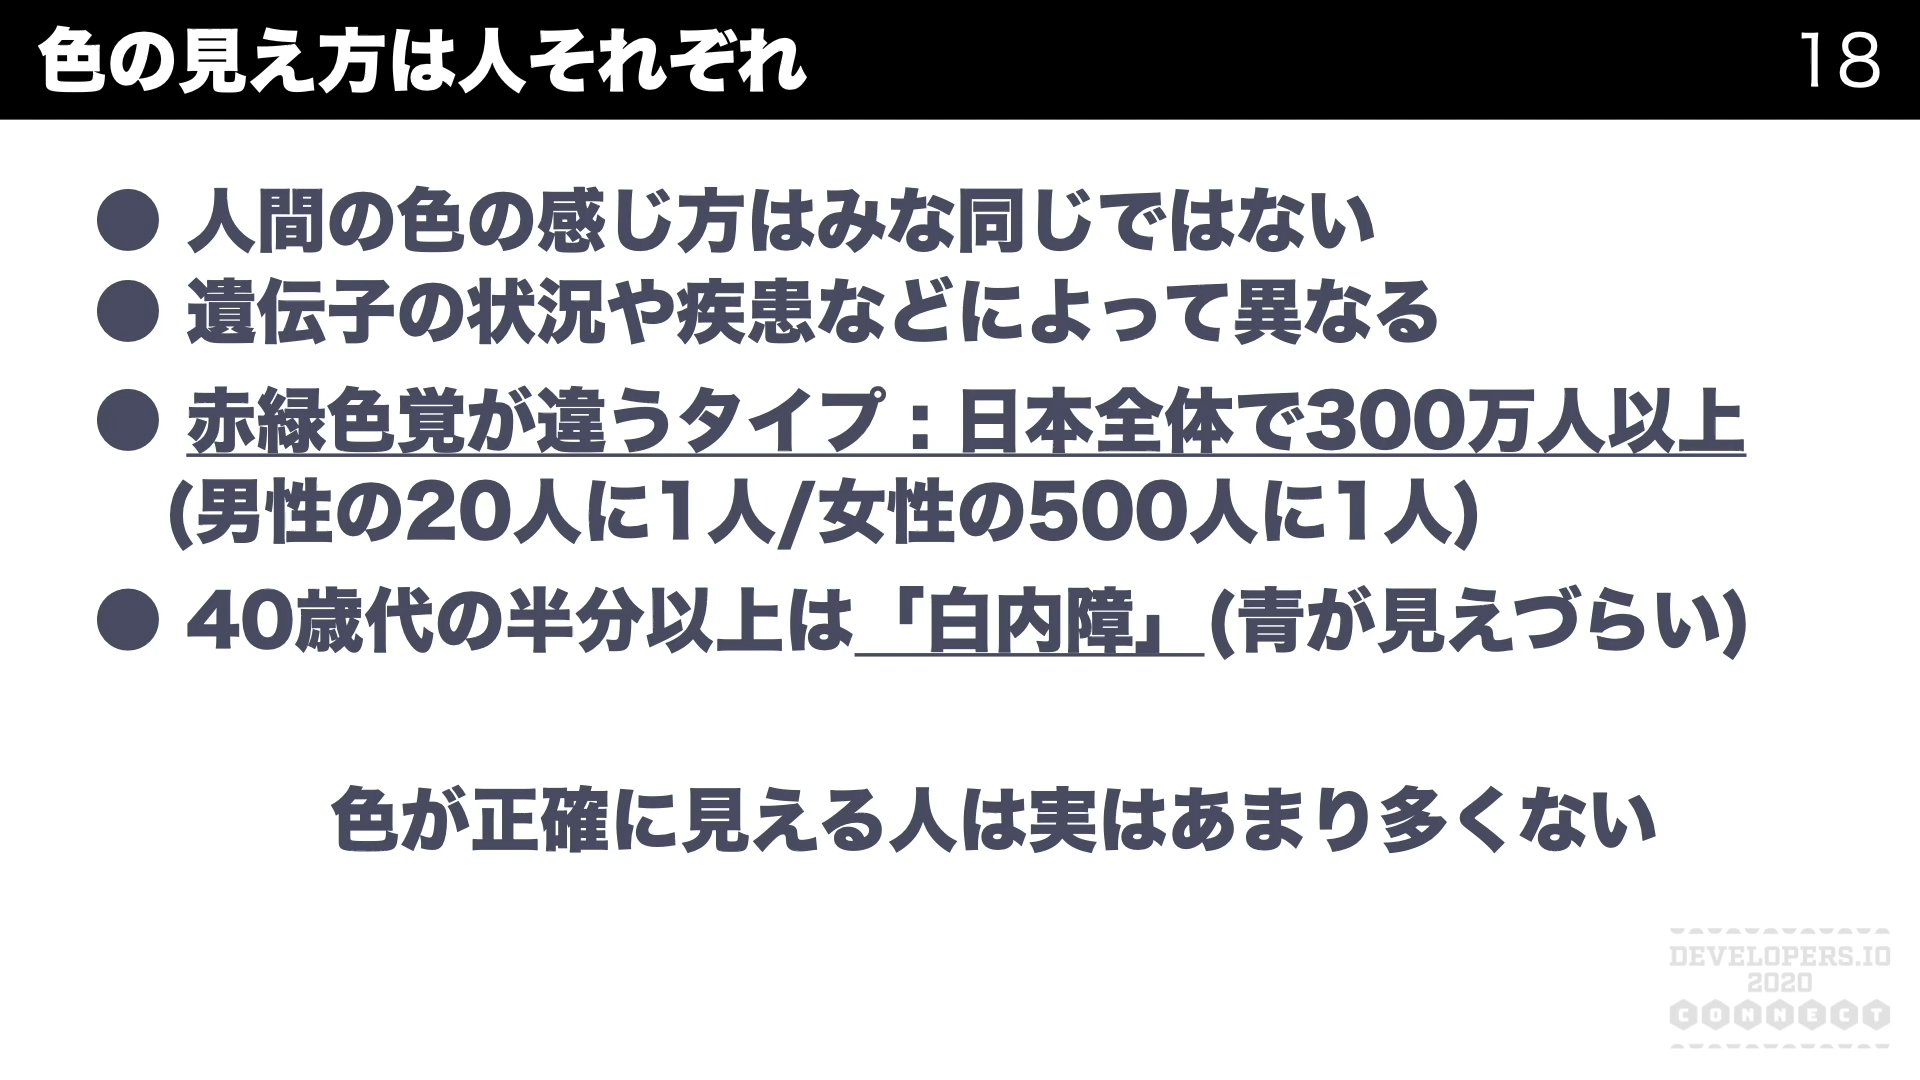 色の見え方は人それぞれ
18
● 人間の色の感じ方はみな同じではない
● 遺伝子の状況や疾患などによって異なる
● 赤緑色覚が違うタイプ：日本全体で300万人以上
(男性の20人に1人/女性の500人に1人)
● 40歳代の半分以上は「白内障」(青が見えづらい)
色が正確に見える人は実はあまり多くない
DEVELOPERS.IO
2020
CONNECT